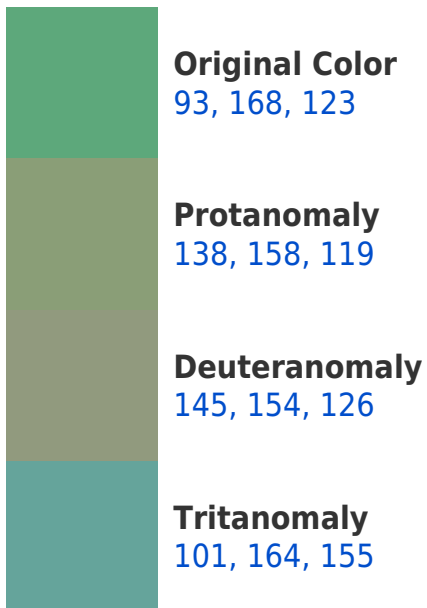 Original Color
93, 168, 123
Protanomaly
138, 158, 119
Deuteranomaly
145, 154, 126
Tritanomaly
101, 164, 155